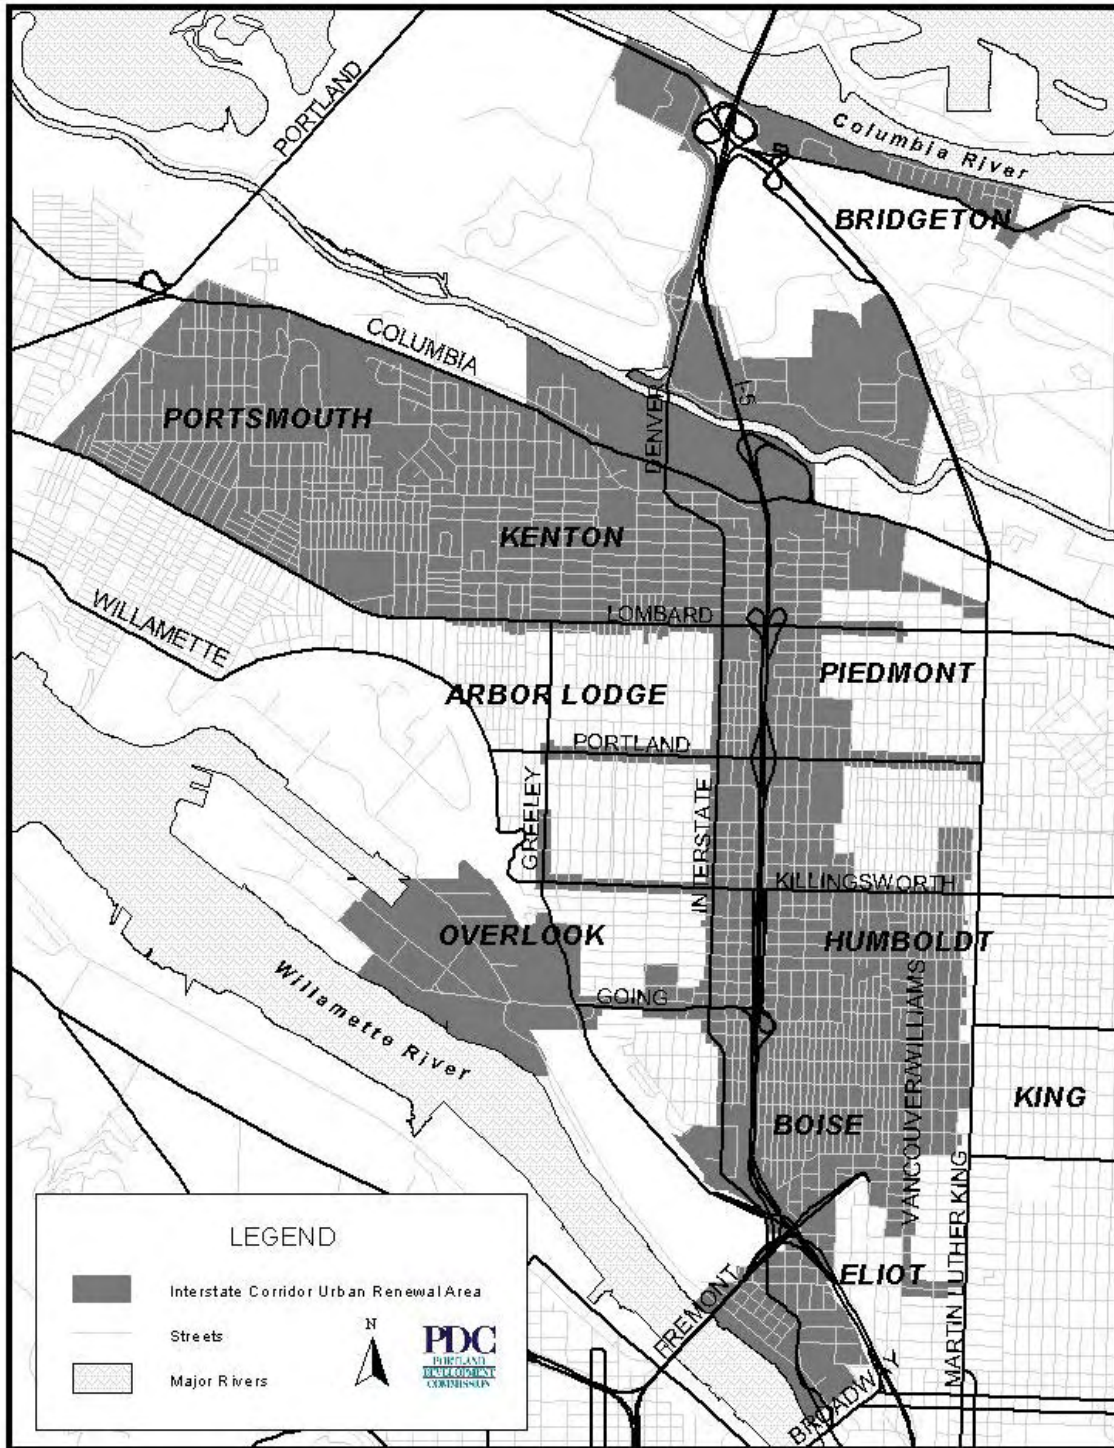 PORTLAND
Columbia River
BRIDGETON
COLUMBIA
PORTSMOUTH
DENVER
I-5
KENTON
WILLAMETTE
LOMBARD
PIEDMONT
ARBOR LODGE
PORTLAND
GREELEY
INTERSTATE
KILLINGSWORTH
OVERLOOK
HUMBOLDT
Willamette River
GOING
VANCOUVER/WILLIAMS
KING
BOISE
MARTIN LUTHER KING
ELIOT
FREMONT
BROADWAY
LEGEND
Interstate Corridor Urban Renewal Area
Streets
Major Rivers
N
PDC
PORTLAND
DEVELOPMENT
COMMISSION